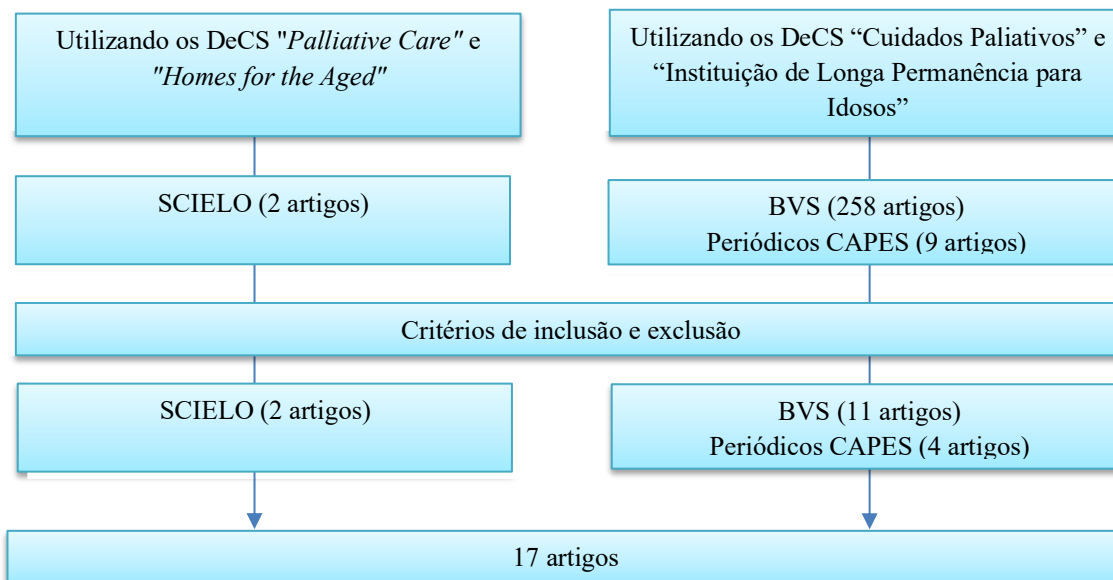 Utilizando os DeCS "Palliative Care" e
"Homes for the Aged"
Utilizando os DeCS “Cuidados Paliativos” e
“Instituição de Longa Permanência para
Idosos”
SCIELO (2 artigos)
BVS (258 artigos)
Periódicos CAPES (9 artigos)
Critérios de inclusão e exclusão
SCIELO (2 artigos)
BVS (11 artigos)
Periódicos CAPES (4 artigos)
17 artigos